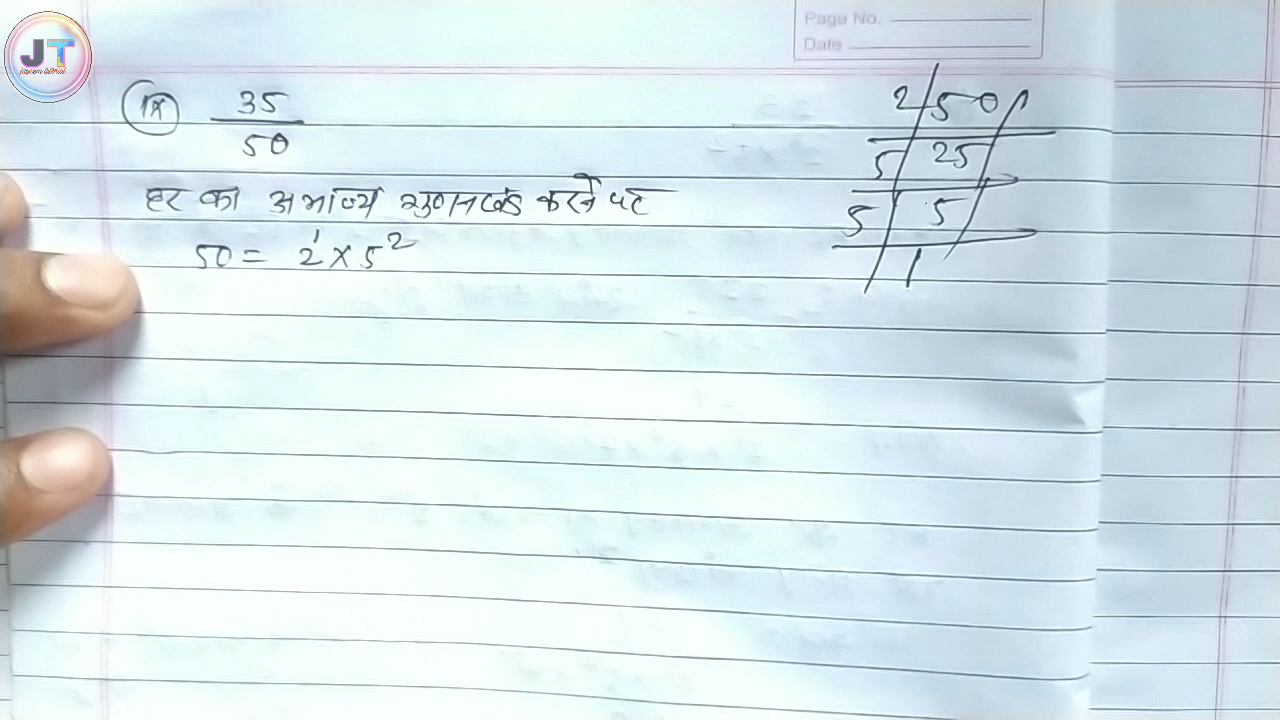 JT
Page No.
Date
ix 35/50
हर का अभाज्य गुणनखंड करने पर
50 = 2¹ × 5²
2 50
5 25
5 5
1